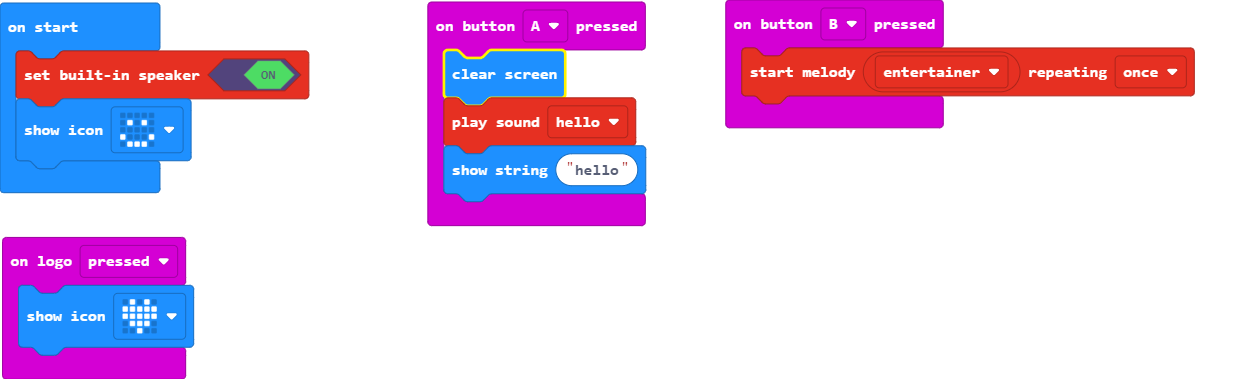 on start
set built-in speaker ON
show icon
on button A pressed
clear screen
play sound hello
show string "hello"
on button B pressed
start melody entertainer repeating once
on logo pressed
show icon